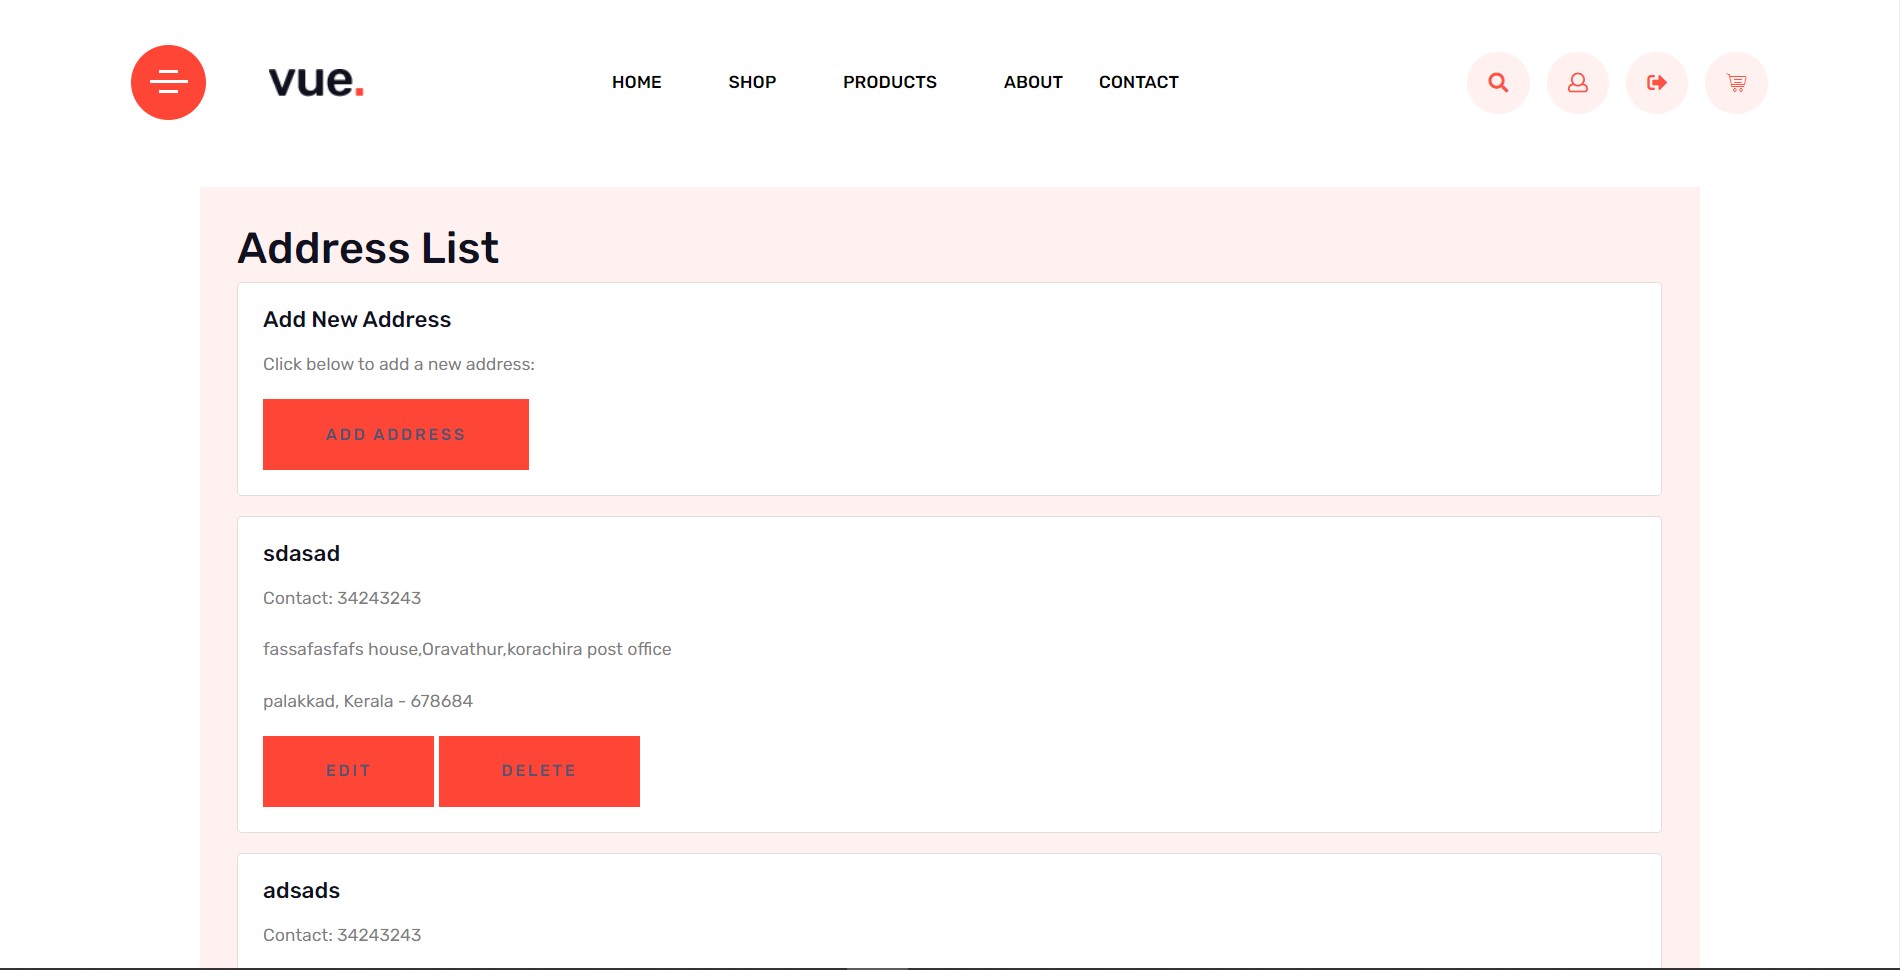 vue.
HOME SHOP PRODUCTS ABOUT CONTACT
Address List
Add New Address
Click below to add a new address:
ADD ADDRESS
sdasad
Contact: 34243243
fassafasfafs house,Oravathur,korachira post office
palakkad, Kerala - 678684
EDIT DELETE
adsads
Contact: 34243243